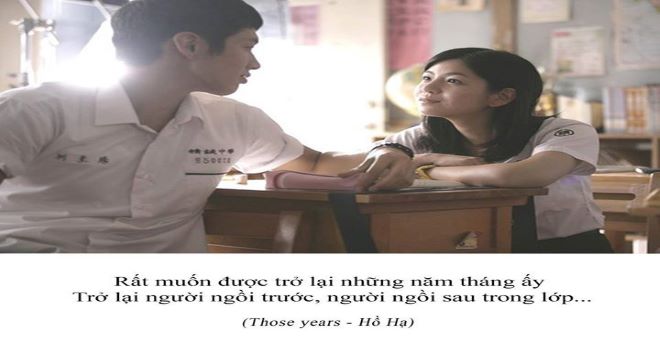 Rất muốn được trở lại những năm tháng ấy
Trở lại người ngồi trước, người ngồi sau trong lớp...
(Those years - Hồ Hạ)